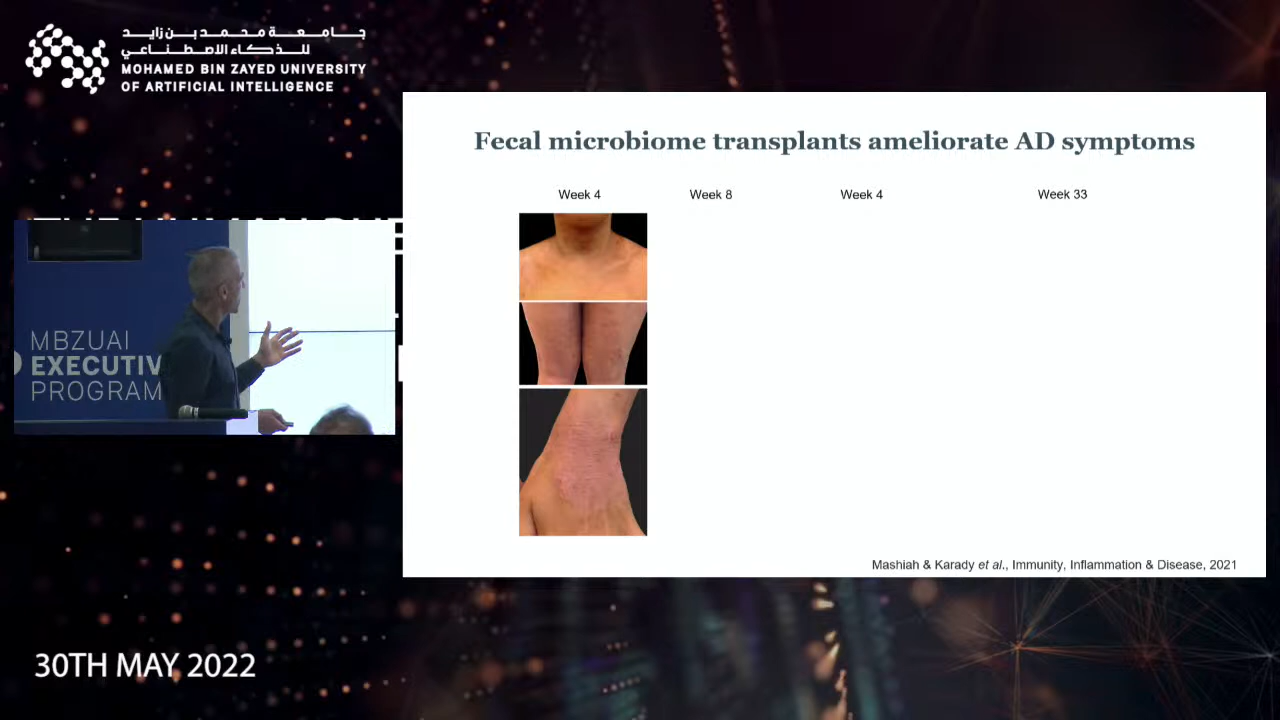 جامعة محمد بن زايد
للذكاء الاصطناعي
MOHAMED BIN ZAYED UNIVERSITY
OF ARTIFICIAL INTELLIGENCE
Fecal microbiome transplants ameliorate AD symptoms
Week 4
Week 8
Week 4
Week 33
MBZUAI
EXECUTIV
PROGRAM
Mashiah & Karady et al., Immunity, Inflammation & Disease, 2021
30TH MAY 2022